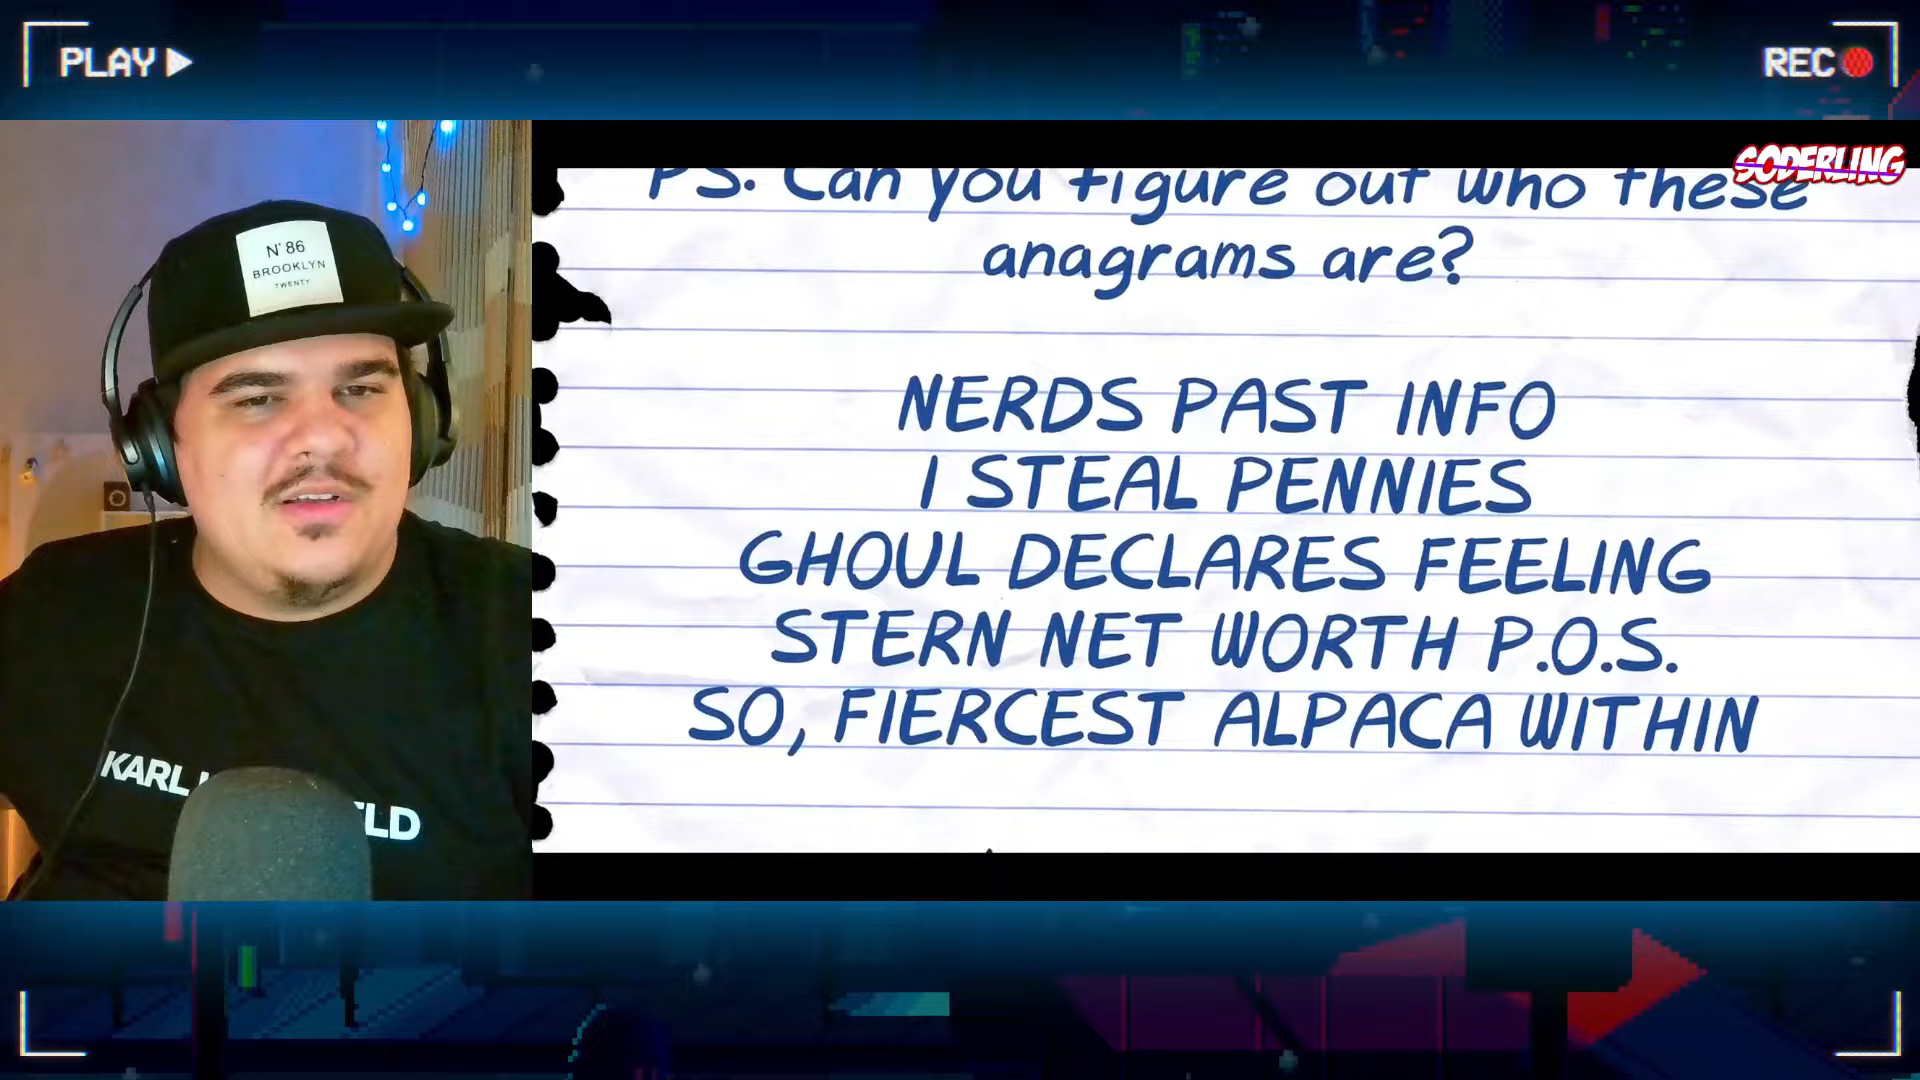 PLAY
REC
SODERLING
PS. Can you figure out who these
anagrams are?
NERDS PAST INFO
I STEAL PENNIES
GHOUL DECLARES FEELING
STERN NET WORTH P.O.S.
SO, FIERCEST ALPACA WITHIN
N° 86
BROOKLYN
TWENTY
KARL